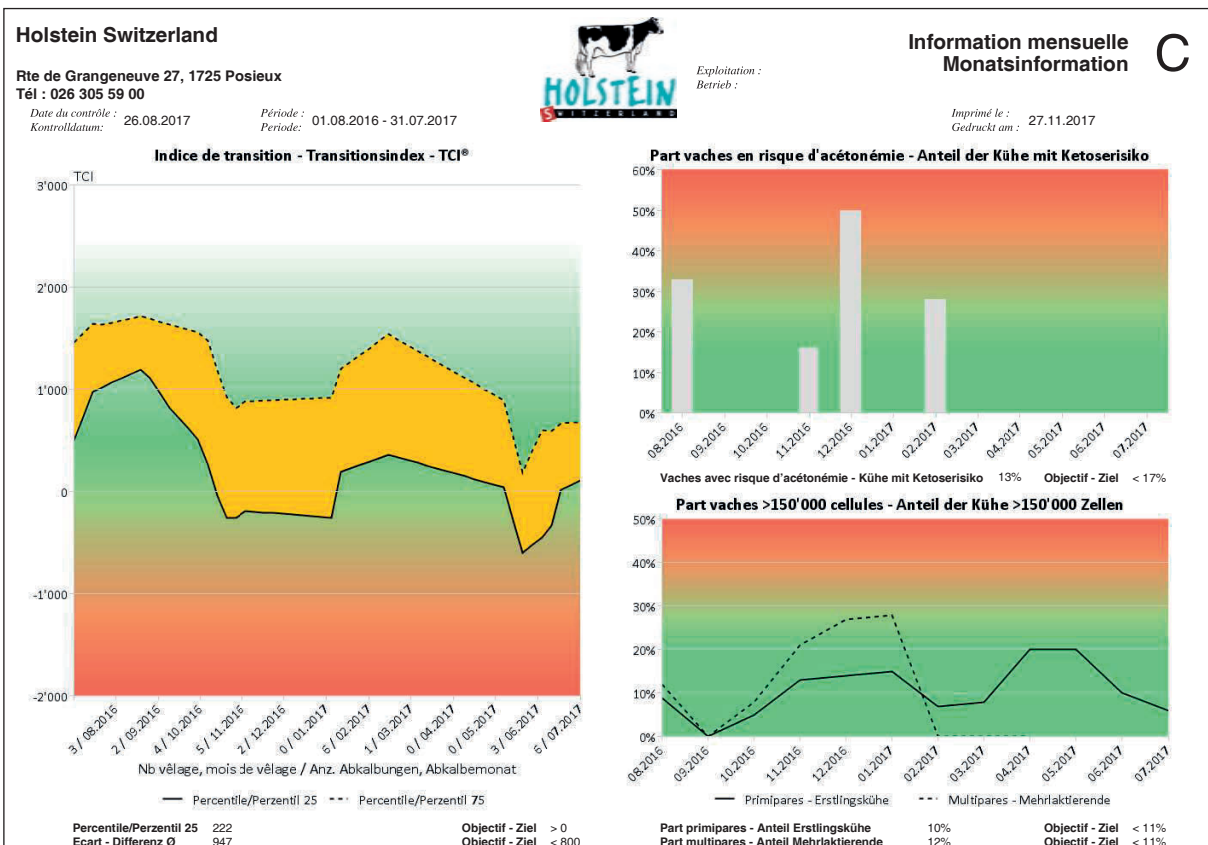 Holstein Switzerland
Rte de Grangeneuve 27, 1725 Posieux
Tél : 026 305 59 00
Date du contrôle :
Kontrolldatum: 26.08.2017
Période :
Periode: 01.08.2016 - 31.07.2017
HOLSTEIN
SWITZERLAND
Exploitation :
Betrieb :
Information mensuelle
Monatsinformation
C
Imprimé le :
Gedruckt am : 27.11.2017
Indice de transition - Transitionsindex - TCI®
TCI
3'000
2'000
1'000
0
-1'000
-2'000
3 / 08.2016
2 / 09.2016
4 / 10.2016
5 / 11.2016
2 / 12.2016
0 / 01.2017
6 / 02.2017
1 / 03.2017
0 / 04.2017
0 / 05.2017
3 / 06.2017
6 / 07.2017
Nb vêlage, mois de vêlage / Anz. Abkalbungen, Abkalbemonat
Percentile/Perzentil 25 Percentile/Perzentil 75
Percentile/Perzentil 25 222 Objectif - Ziel > 0
Ecart - Differenz Ø 947 Objectif - Ziel < 800
Part vaches en risque d'acétonémie - Anteil der Kühe mit Ketoserisiko
60%
50%
40%
30%
20%
10%
0%
08.2016
09.2016
10.2016
11.2016
12.2016
01.2017
02.2017
03.2017
04.2017
05.2017
06.2017
07.2017
Vaches avec risque d'acétonémie - Kühe mit Ketoserisiko 13% Objectif - Ziel < 17%
Part vaches >150'000 cellules - Anteil der Kühe >150'000 Zellen
50%
40%
30%
20%
10%
0%
08.2016
09.2016
10.2016
11.2016
12.2016
01.2017
02.2017
03.2017
04.2017
05.2017
06.2017
07.2017
Primipares - Erstlingskühe Multipares - Mehrlaktierende
Part primipares - Anteil Erstlingskühe 10% Objectif - Ziel < 11%
Part multipares - Anteil Mehrlaktierende 12% Objectif - Ziel < 11%